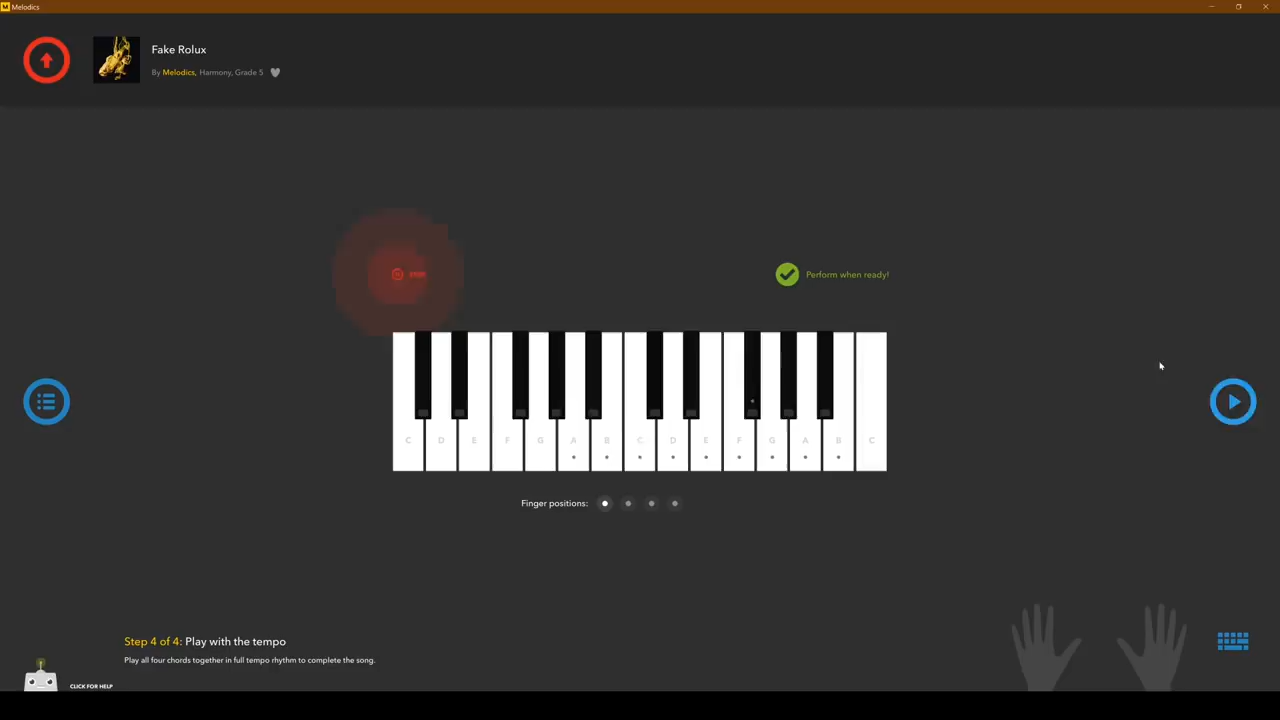 Melodics
Fake Rolux
By Melodics, Harmony, Grade 5
Perform when ready!
C D E F G A B C D E F G A B C
Finger positions:
Step 4 of 4: Play with the tempo
Play all four chords together in full tempo rhythm to complete the song.
CLICK FOR HELP